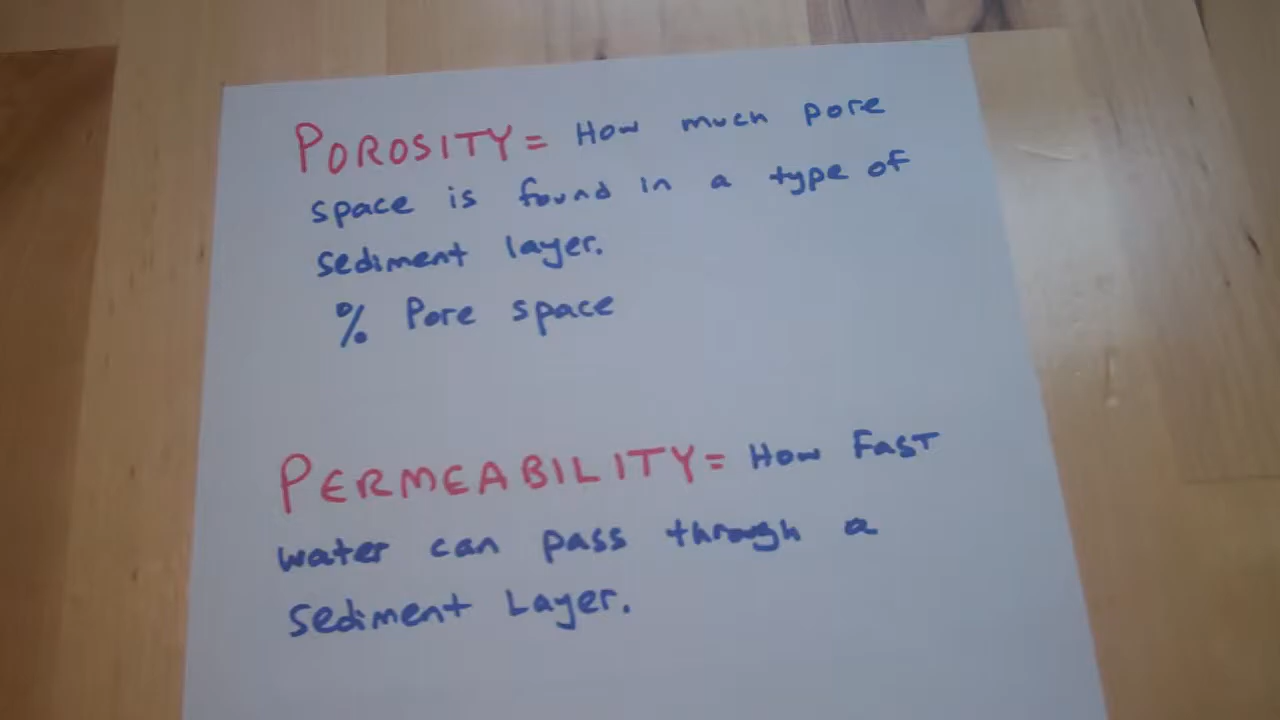 POROSITY = How much pore
space is found in a type of
sediment layer.
% Pore space
PERMEABILITY = How Fast
water can pass through a
Sediment Layer.